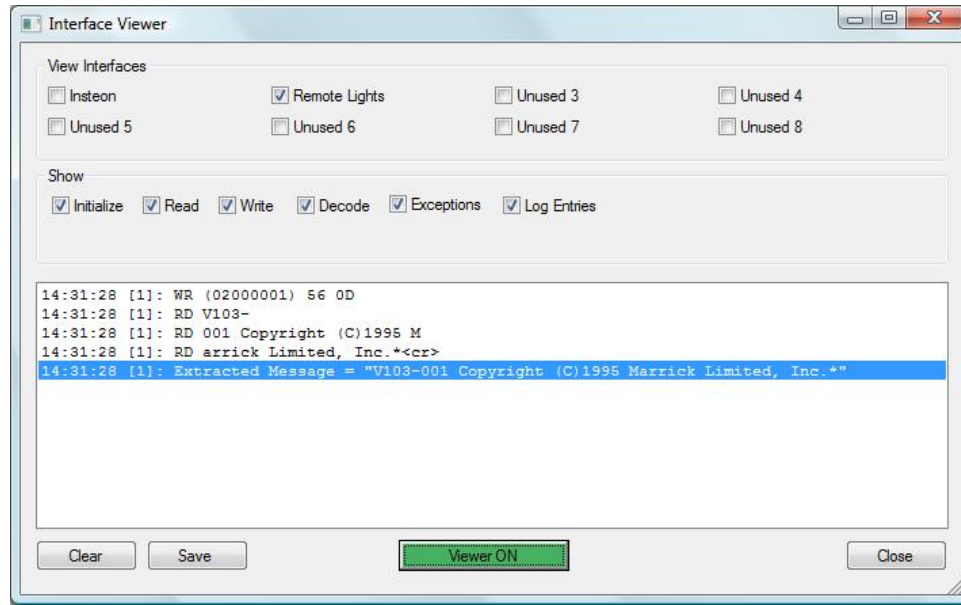 Interface Viewer
View Interfaces
Insteon Remote Lights Unused 3 Unused 4
Unused 5 Unused 6 Unused 7 Unused 8
Show
Initialize Read Write Decode Exceptions Log Entries
14:31:28 [1]: WR (02000001) 56 0D
14:31:28 [1]: RD V103-
14:31:28 [1]: RD 001 Copyright (C)1995 M
14:31:28 [1]: RD arrick Limited, Inc.*<cr>
14:31:28 [1]: Extracted Message = "V103-001 Copyright (C)1995 Marrick Limited, Inc.*"
Clear Save Viewer ON Close